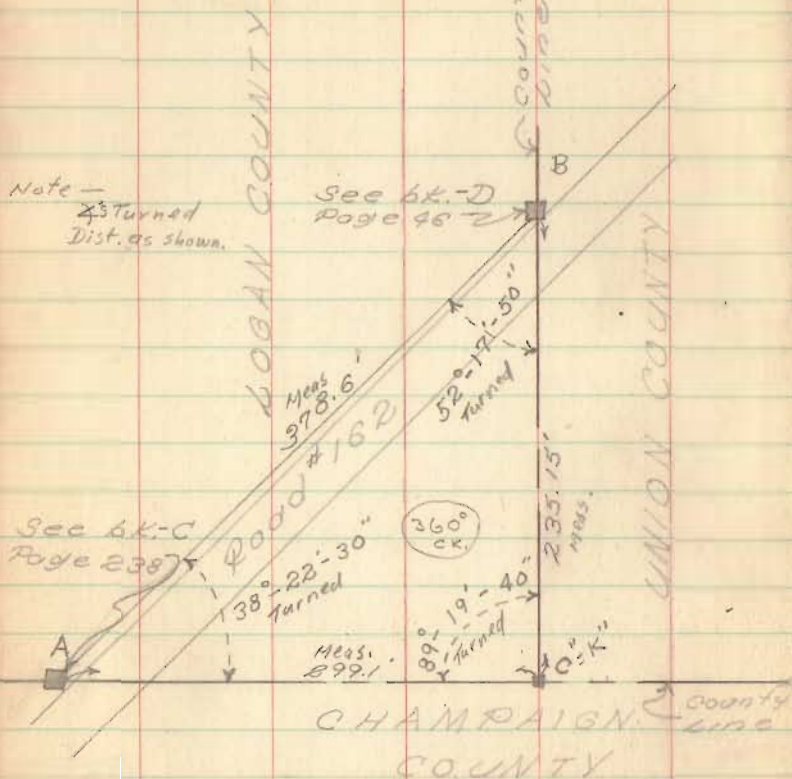 LOGAN COUNTY
County
Line
B
Note —
∡s Turned
Dist. as shown.
See bk.-D
Page 46
UNION COUNTY
52°-17'-50"
Turned
Meas.
378.6'
Road #162
235.15'
meas.
See bk.-C
Page 238
360°
CK.
38°-22'-30"
Turned
89°-19'-40"
Turned
A
Meas.
299.1'
"C"="K"
CHAMPAIGN
COUNTY
County
Line